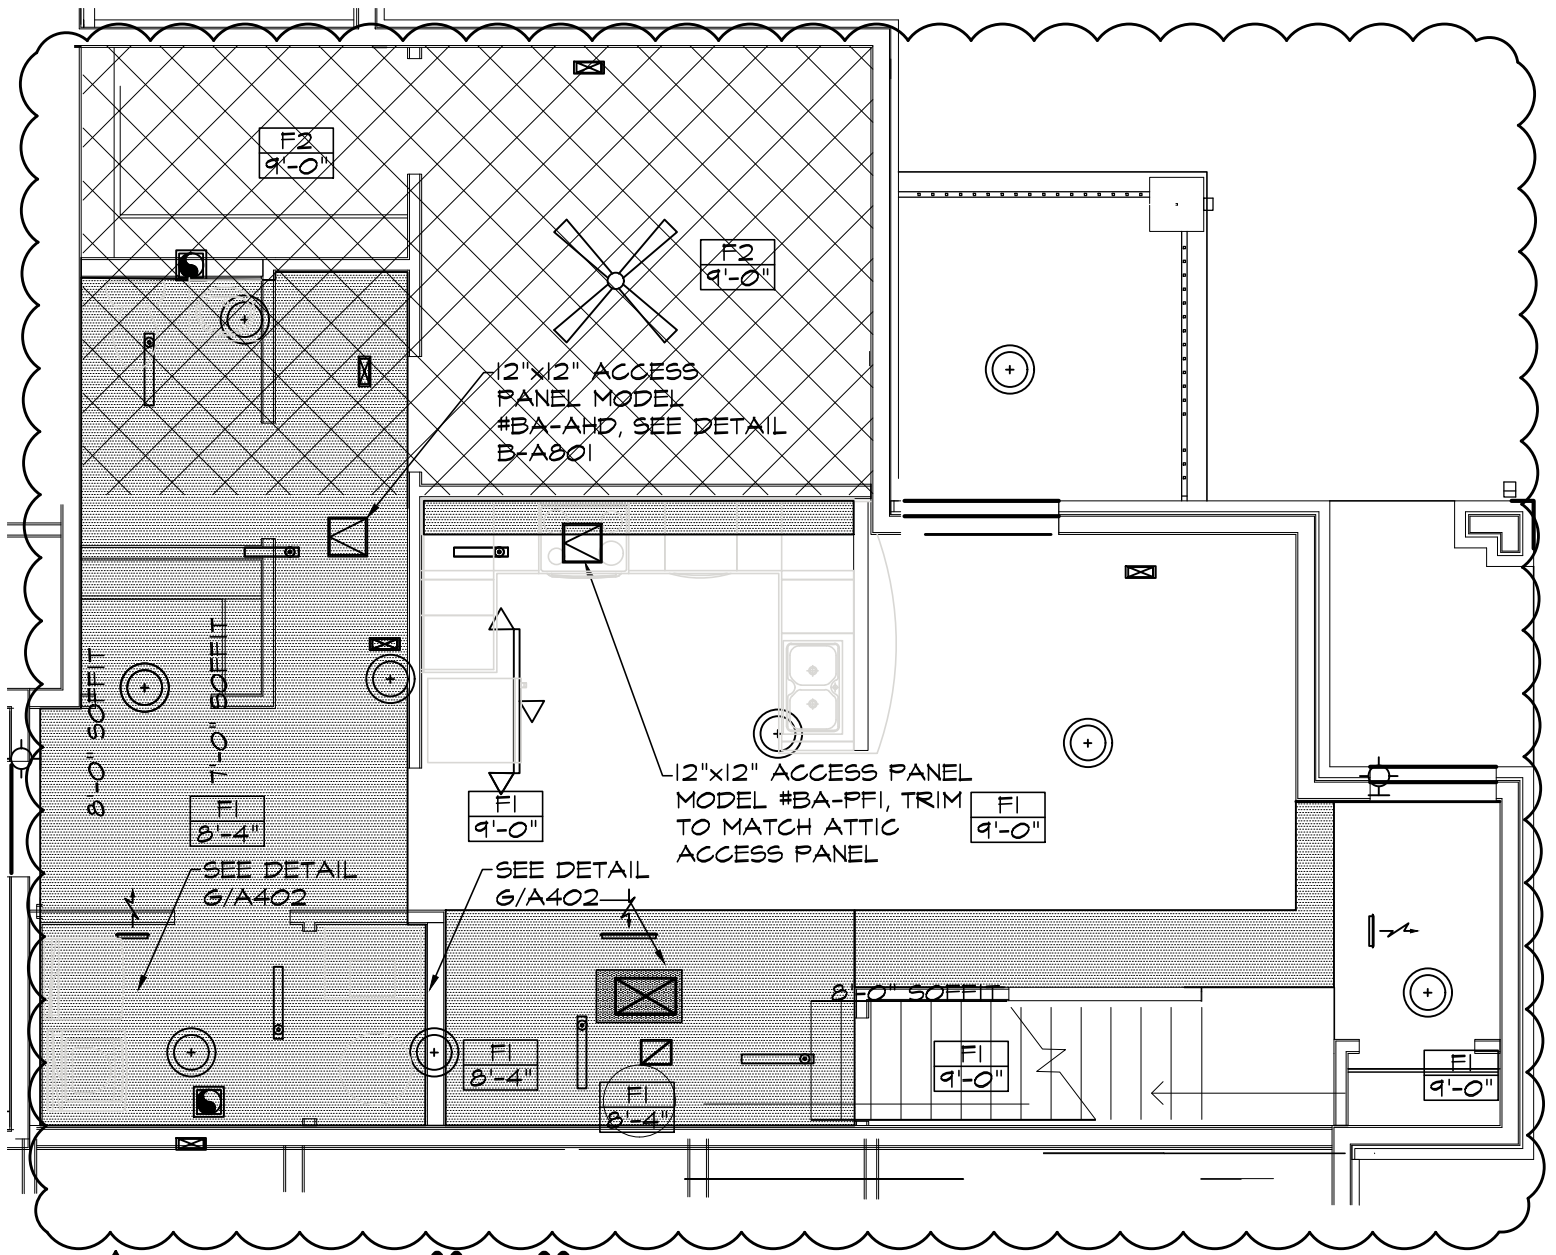 F2
9'-0"
F2
9'-0"
12"x12" ACCESS
PANEL MODEL
#BA-AHD, SEE DETAIL
B-A801
8'-0" SOFFIT
7'-0" SOFFIT
12"x12" ACCESS PANEL
MODEL #BA-PF1, TRIM
TO MATCH ATTIC
ACCESS PANEL
F1
8'-4"
F1
9'-0"
F1
9'-0"
SEE DETAIL
G/A402
SEE DETAIL
G/A402
8'-0" SOFFIT
F1
8'-4"
F1
9'-0"
F1
9'-0"
F1
8'-4"